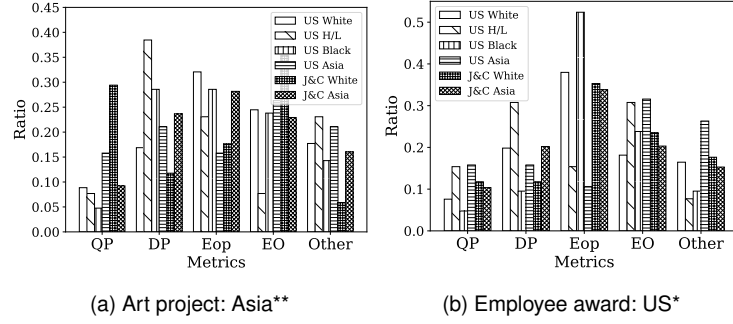 0.45
0.40
0.35
0.30
0.25
0.20
0.15
0.10
0.05
0.00
Ratio
QP DP Eop EO Other
Metrics
US White
US H/L
US Black
US Asia
J&C White
J&C Asia
(a) Art project: Asia**
0.5
0.4
0.3
0.2
0.1
0.0
Ratio
QP DP Eop EO Other
Metrics
US White
US H/L
US Black
US Asia
J&C White
J&C Asia
(b) Employee award: US*